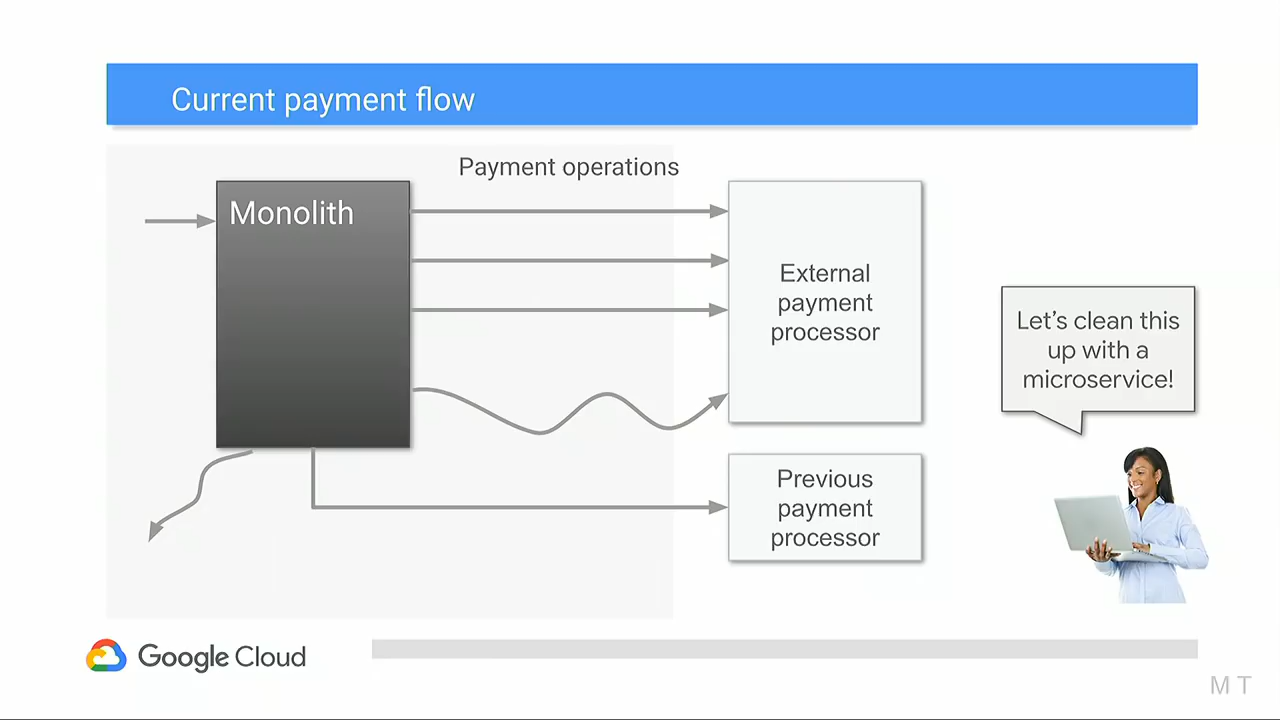 Current payment flow
Payment operations
Monolith
External
payment
processor
Let's clean this
up with a
microservice!
Previous
payment
processor
Google Cloud
M T